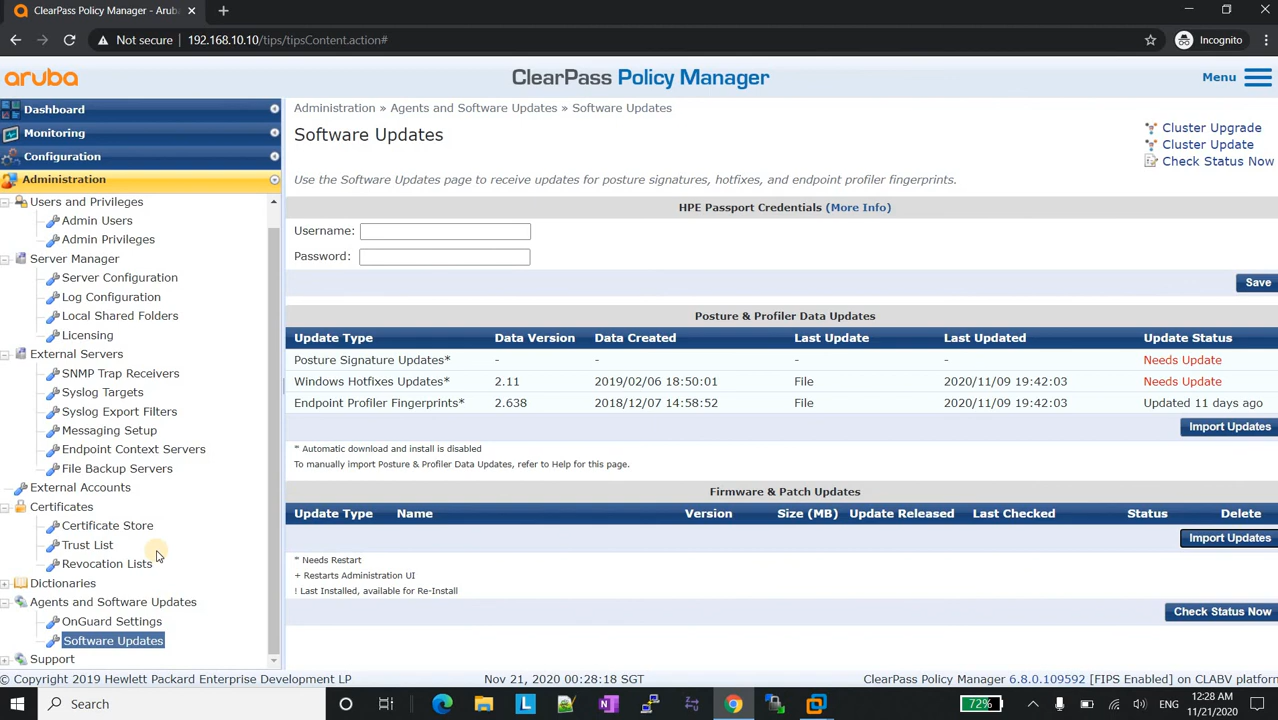 ClearPass Policy Manager - Aruba
Not secure 192.168.10.10/tips/tipsContent.action#
Incognito
aruba
ClearPass Policy Manager
Menu
Dashboard
Monitoring
Configuration
Administration
Users and Privileges
Admin Users
Admin Privileges
Server Manager
Server Configuration
Log Configuration
Local Shared Folders
Licensing
External Servers
SNMP Trap Receivers
Syslog Targets
Syslog Export Filters
Messaging Setup
Endpoint Context Servers
File Backup Servers
External Accounts
Certificates
Certificate Store
Trust List
Revocation Lists
Dictionaries
Agents and Software Updates
OnGuard Settings
Software Updates
Support
Administration » Agents and Software Updates » Software Updates
Software Updates
Cluster Upgrade
Cluster Update
Check Status Now
Use the Software Updates page to receive updates for posture signatures, hotfixes, and endpoint profiler fingerprints.
HPE Passport Credentials (More Info)
Username:
Password:
Save
Posture & Profiler Data Updates
Update Type Data Version Data Created Last Update Last Updated Update Status
Posture Signature Updates* - - - - Needs Update
Windows Hotfixes Updates* 2.11 2019/02/06 18:50:01 File 2020/11/09 19:42:03 Needs Update
Endpoint Profiler Fingerprints* 2.638 2018/12/07 14:58:52 File 2020/11/09 19:42:03 Updated 11 days ago
Import Updates
* Automatic download and install is disabled
To manually import Posture & Profiler Data Updates, refer to Help for this page.
Firmware & Patch Updates
Update Type Name Version Size (MB) Update Released Last Checked Status Delete
Import Updates
* Needs Restart
+ Restarts Administration UI
! Last Installed, available for Re-Install
Check Status Now
© Copyright 2019 Hewlett Packard Enterprise Development LP Nov 21, 2020 00:28:18 SGT ClearPass Policy Manager 6.8.0.109592 [FIPS Enabled] on CLABV platform
Search
72%
ENG
12:28 AM
11/21/2020